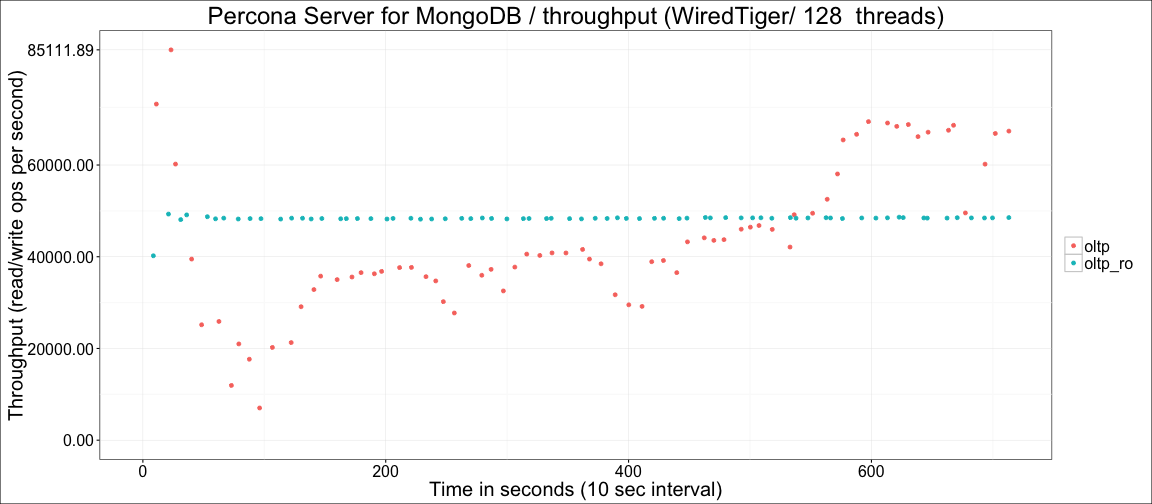 Percona Server for MongoDB / throughput (WiredTiger/ 128  threads)
Throughput (read/write ops per second)
85111.89
60000.00
40000.00
20000.00
0.00
0
200
400
600
Time in seconds (10 sec interval)
oltp
oltp_ro